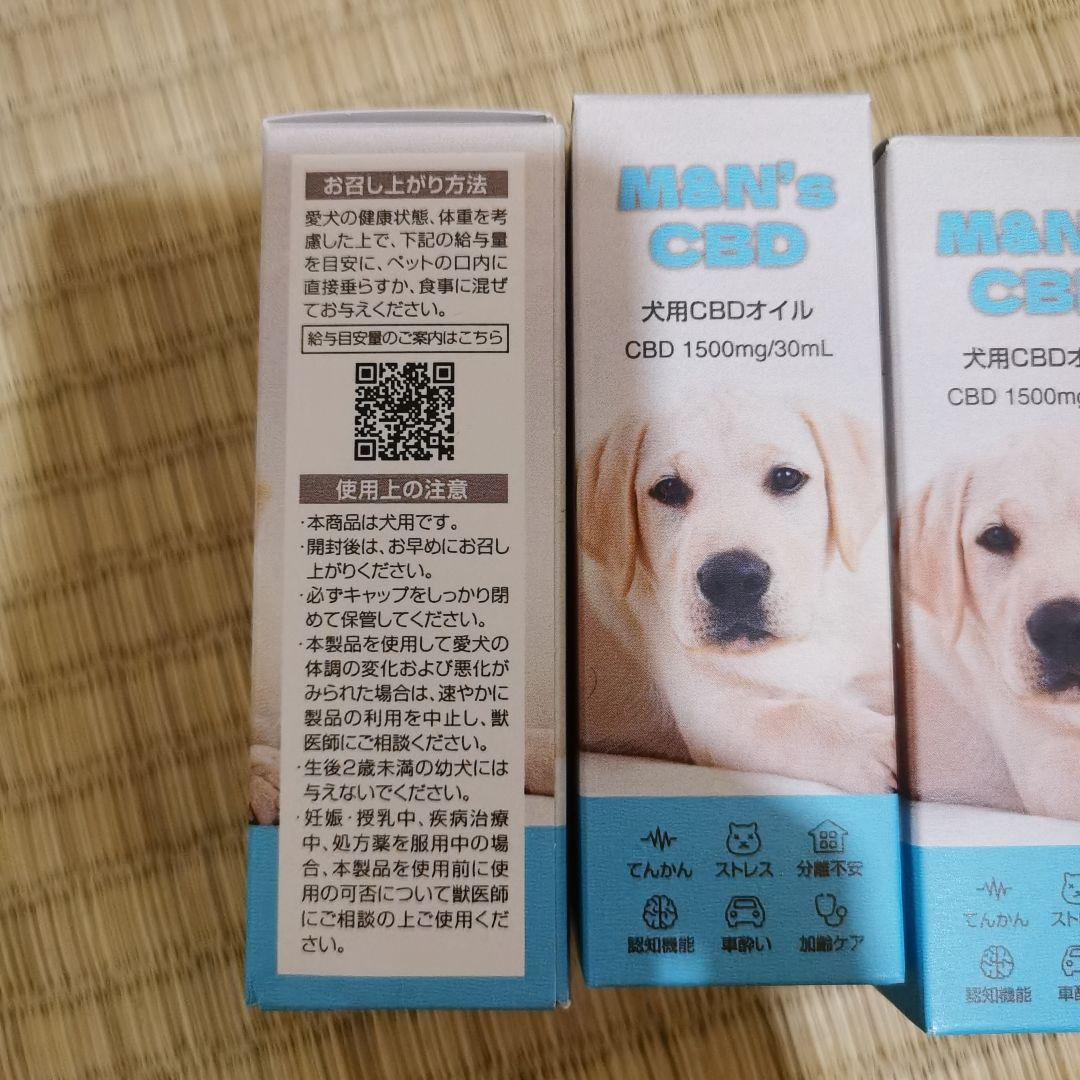 お召し上がり方法
愛犬の健康状態、体重を考
慮した上で、下記の給与量
を目安に、ペットの口内に
直接垂らすか、食事に混ぜ
てお与えください。
給与目安量のご案内はこちら
使用上の注意
・本商品は犬用です。
・開封後は、お早めにお召し
上がりください。
・必ずキャップをしっかり閉
めて保管してください。
・本製品を使用して愛犬の
体調の変化および悪化が
みられた場合は、速やかに
製品の利用を中止し、獣
医師にご相談ください。
・生後2歳未満の幼犬には
与えないでください。
・妊娠・授乳中、疾病治療
中、処方薬を服用中の場
合、本製品を使用前に使
用の可否について獣医師
にご相談の上ご使用くだ
さい。
M&N's
CBD
犬用CBDオイル
CBD 1500mg/30mL
てんかん ストレス 分離不安
認知機能 車酔い 加齢ケア
M&N
CB
犬用CBDオ
CBD 1500mg
てんかん スト
認知機能 車酔